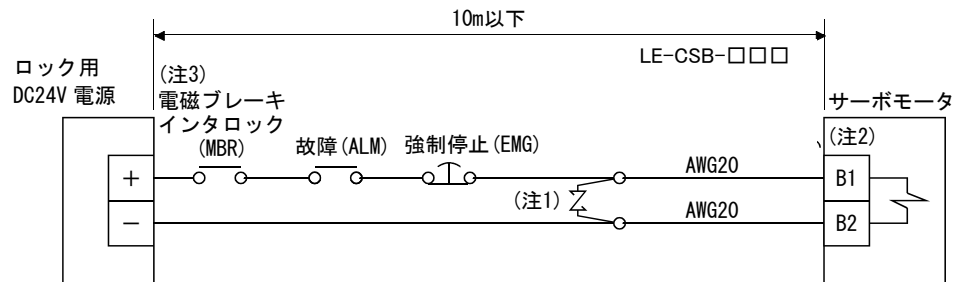 10m以下
LE-CSB-□□□
ロック用
DC24V 電源
(注3)
電磁ブレーキ
インタロック
(MBR)
故障(ALM)
強制停止(EMG)
サーボモータ
(注2)
+
AWG20
B1
(注1)
−
AWG20
B2